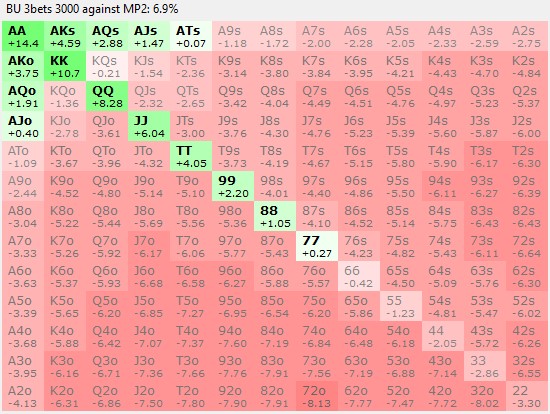 BU 3bets 3000 against MP2: 6.9%
AA AKs AQs AJs ATs A9s A8s A7s A6s A5s A4s A3s A2s
+14.4 +4.59 +2.88 +1.47 +0.07 -1.18 -1.72 -2.00 -2.28 -2.05 -2.33 -2.59 -2.75
AKo KK KQs KJs KTs K9s K8s K7s K6s K5s K4s K3s K2s
+3.75 +10.7 -0.21 -1.54 -2.36 -3.14 -3.80 -3.84 -3.95 -4.21 -4.43 -4.70 -4.84
AQo KQo QQ QJs QTs Q9s Q8s Q7s Q6s Q5s Q4s Q3s Q2s
+1.91 -1.36 +8.28 -2.32 -2.65 -3.42 -4.04 -4.49 -4.51 -4.76 -4.97 -5.23 -5.37
AJo KJo QJo JJ JTs J9s J8s J7s J6s J5s J4s J3s J2s
+0.40 -2.78 -3.61 +6.04 -3.00 -3.76 -4.30 -4.76 -5.23 -5.39 -5.60 -5.87 -6.00
ATo KTo QTo JTo TT T9s T8s T7s T6s T5s T4s T3s T2s
-1.09 -3.67 -3.96 -4.32 +4.05 -3.73 -4.19 -4.67 -5.15 -5.80 -5.90 -6.17 -6.30
A9o K9o Q9o J9o T9o 99 98s 97s 96s 95s 94s 93s 92s
-2.44 -4.52 -4.80 -5.14 -5.10 +2.20 -4.01 -4.40 -4.86 -5.50 -6.11 -6.27 -6.39
A8o K8o Q8o J8o T8o 98o 88 87s 86s 85s 84s 83s 82s
-3.04 -5.22 -5.44 -5.69 -5.56 -5.36 +1.05 -4.10 -4.52 -5.14 -5.75 -6.43 -6.43
A7o K7o Q7o J7o T7o 97o 87o 77 76s 75s 74s 73s 72s
-3.33 -5.26 -5.92 -6.17 -6.06 -5.77 -5.43 +0.27 -4.23 -4.82 -5.43 -6.11 -6.64
A6o K6o Q6o J6o T6o 96o 86o 76o 66 65s 64s 63s 62s
-3.63 -5.37 -5.93 -6.68 -6.58 -6.27 -5.88 -5.57 -0.42 -4.50 -5.09 -5.76 -6.30
A5o K5o Q5o J5o T5o 95o 85o 75o 65o 55 54s 53s 52s
-3.39 -5.65 -6.20 -6.85 -7.27 -6.95 -6.54 -6.20 -5.86 -1.23 -4.81 -5.47 -6.02
A4o K4o Q4o J4o T4o 94o 84o 74o 64o 54o 44 43s 42s
-3.68 -5.88 -6.42 -7.07 -7.37 -7.60 -7.19 -6.84 -6.48 -6.18 -2.05 -5.72 -6.26
A3o K3o Q3o J3o T3o 93o 83o 73o 63o 53o 43o 33 32s
-3.95 -6.16 -6.71 -7.36 -7.66 -7.76 -7.91 -7.56 -7.19 -6.88 -7.14 -2.86 -6.55
A2o K2o Q2o J2o T2o 92o 82o 72o 62o 52o 42o 32o 22
-4.13 -6.31 -6.86 -7.50 -7.80 -7.90 -7.91 -8.13 -7.77 -7.47 -7.72 -8.02 -3.30